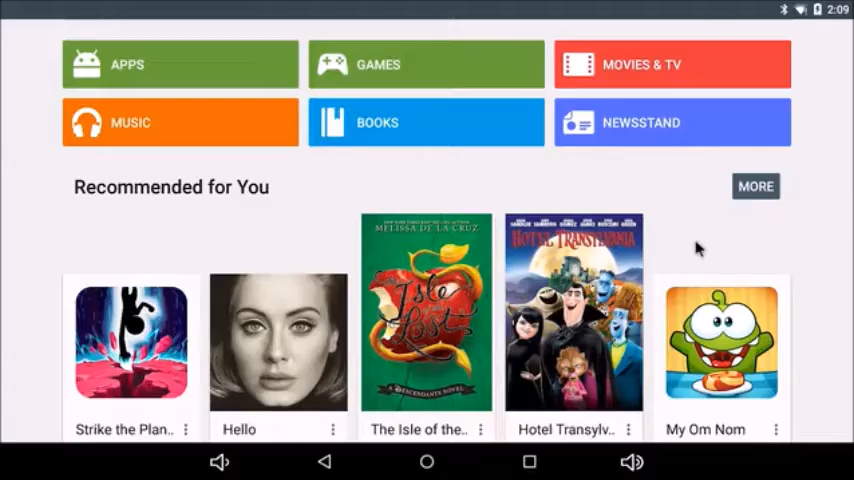 2:09
APPS
GAMES
MOVIES & TV
MUSIC
BOOKS
NEWSSTAND
Recommended for You
MORE
MELISSA DE LA CRUZ
The Isle of the Lost
A DESCENDANTS NOVEL
HOTEL TRANSYLVANIA
Strike the Plan..
Hello
The Isle of the..
Hotel Transylv..
My Om Nom